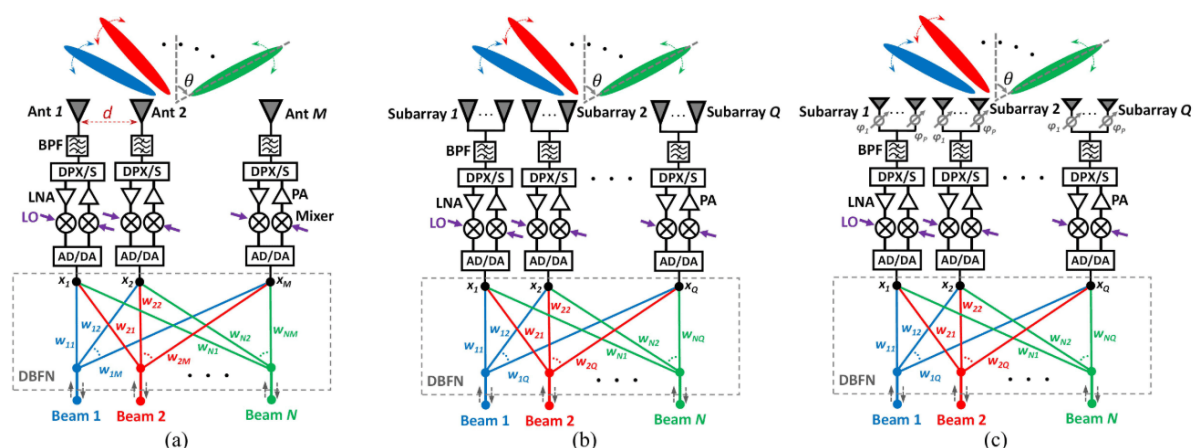 θ
Ant 1
d
Ant 2
Ant M
BPF
DPX/S
DPX/S
DPX/S
LNA
PA
LO
Mixer
AD/DA
AD/DA
AD/DA
x1
x2
xM
w11
w12
w21
w22
wN1
wN2
wNM
w1M
w2M
DBFN
Beam 1
Beam 2
Beam N
(a)
θ
Subarray 1
Subarray 2
Subarray Q
BPF
DPX/S
DPX/S
DPX/S
LNA
PA
LO
AD/DA
AD/DA
AD/DA
x1
x2
xQ
w11
w12
w21
w22
wN1
wN2
wNQ
w1Q
w2Q
DBFN
Beam 1
Beam 2
Beam N
(b)
θ
Subarray 1
Subarray 2
Subarray Q
φ1
φP
φ1
φP
φ1
φP
BPF
DPX/S
DPX/S
DPX/S
LNA
PA
LO
AD/DA
AD/DA
AD/DA
x1
x2
xQ
w11
w12
w21
w22
wN1
wN2
wNQ
w1Q
w2Q
DBFN
Beam 1
Beam 2
Beam N
(c)